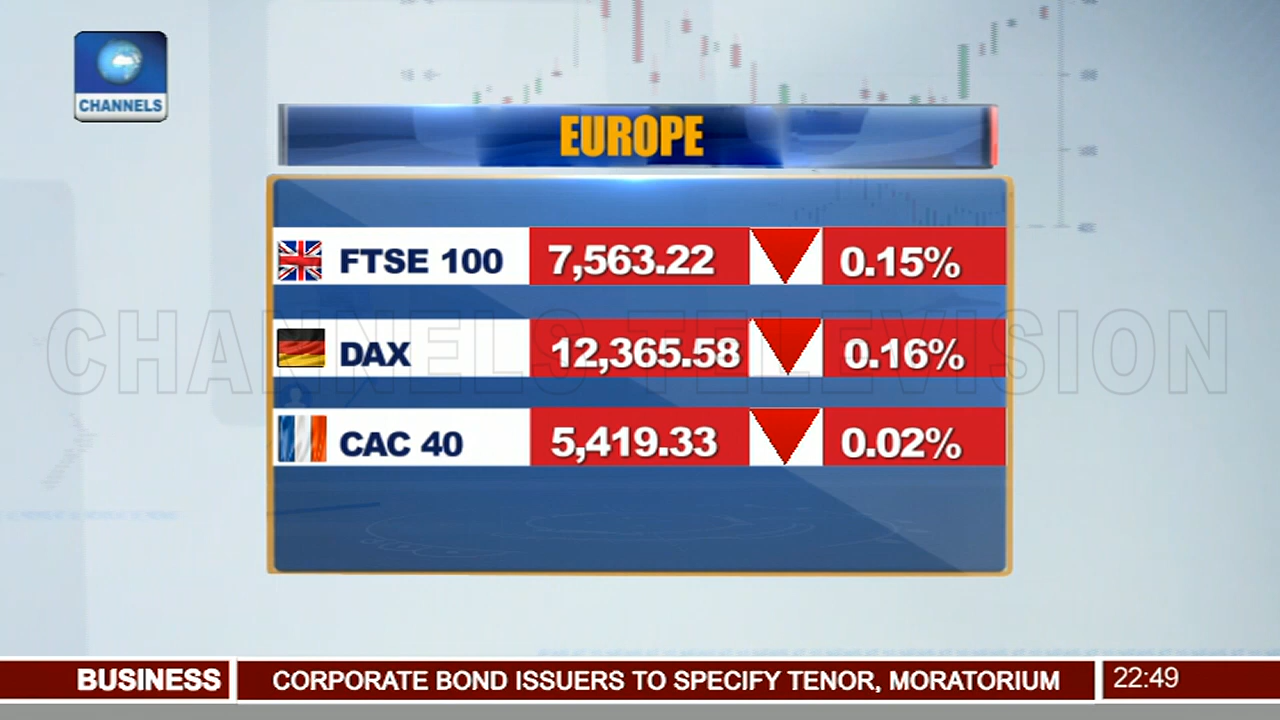 CHANNELS
EUROPE
FTSE 100 7,563.22 0.15%
DAX 12,365.58 0.16%
CHANNELS TELEVISION
CAC 40 5,419.33 0.02%
BUSINESS CORPORATE BOND ISSUERS TO SPECIFY TENOR, MORATORIUM 22:49